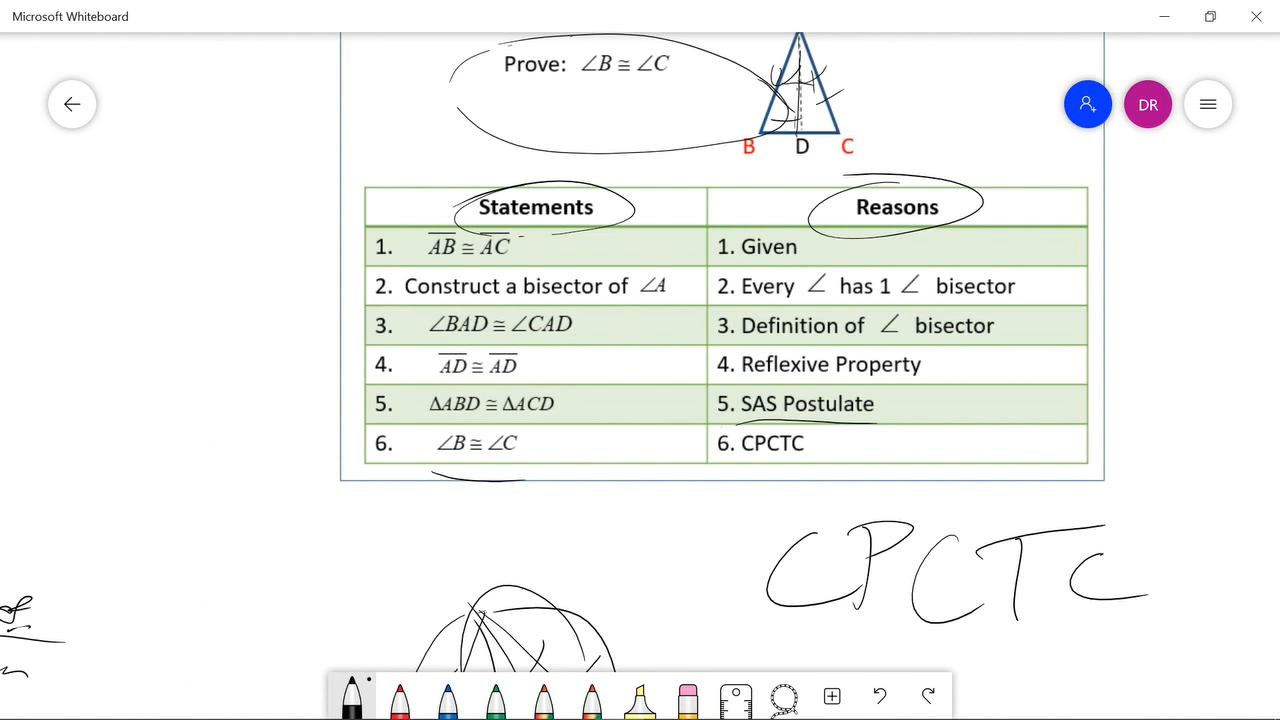 Microsoft Whiteboard
Prove: ∠B ≅ ∠C
DR
B D C
Statements Reasons
1. AB ≅ AC 1. Given
2. Construct a bisector of ∠A 2. Every ∠ has 1 ∠ bisector
3. ∠BAD ≅ ∠CAD 3. Definition of ∠ bisector
4. AD ≅ AD 4. Reflexive Property
5. ΔABD ≅ ΔACD 5. SAS Postulate
6. ∠B ≅ ∠C 6. CPCTC
CPCTC